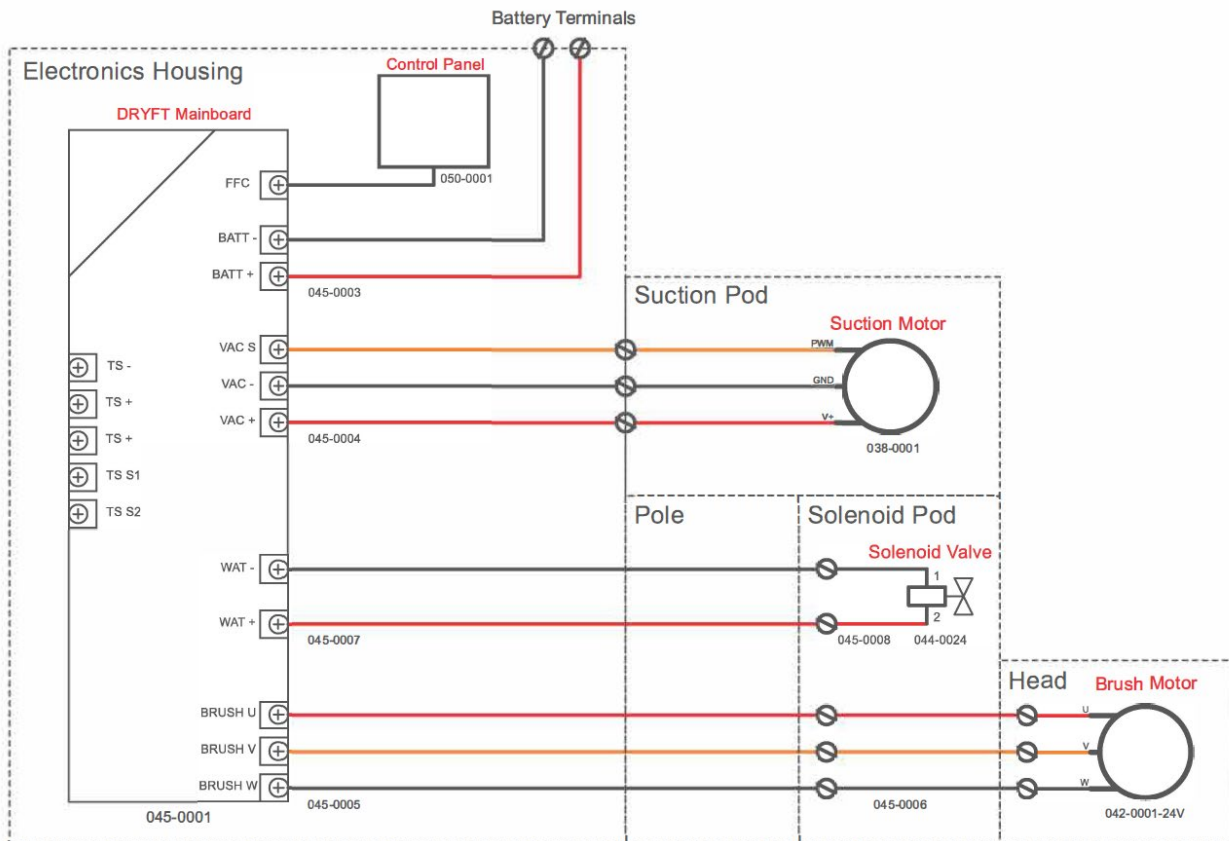 Battery Terminals
Electronics Housing
Control Panel
DRYFT Mainboard
FFC
050-0001
BATT -
BATT +
045-0003
Suction Pod
Suction Motor
VAC S
PWM
TS -
VAC -
GND
TS +
VAC +
V+
045-0004
038-0001
TS +
TS S1
TS S2
Pole
Solenoid Pod
Solenoid Valve
WAT -
1
WAT +
2
045-0007
045-0008
044-0024
Head
Brush Motor
BRUSH U
U
BRUSH V
V
BRUSH W
W
045-0005
045-0006
042-0001-24V
045-0001